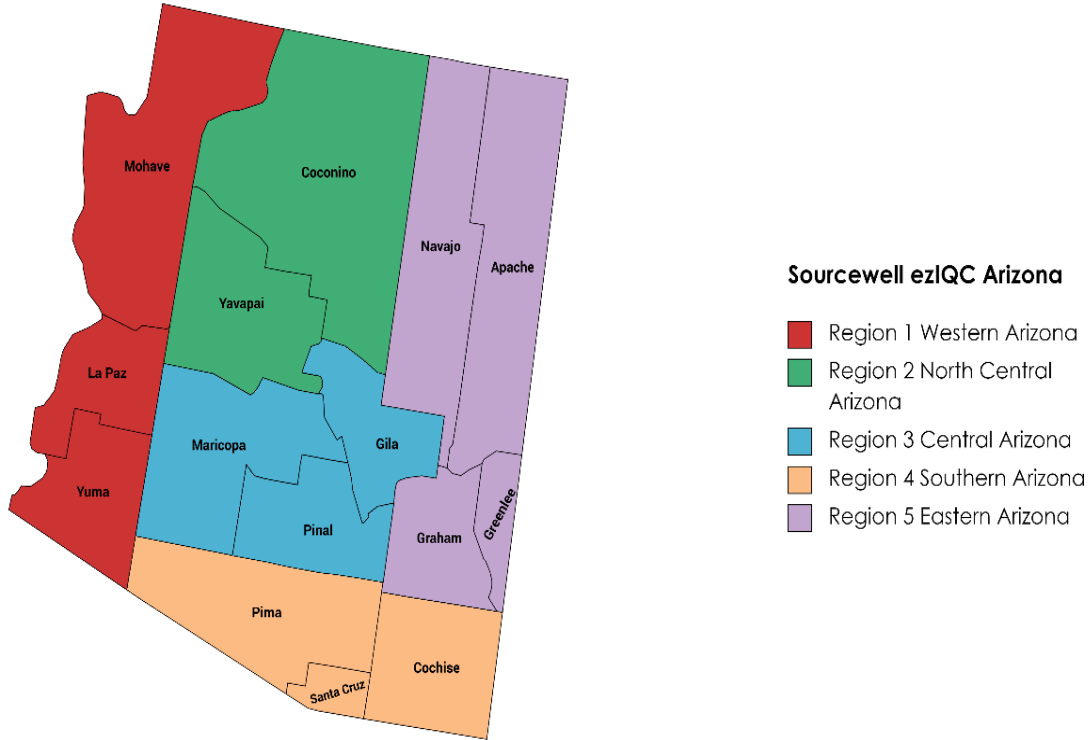 Mohave
Coconino
Navajo
Apache
Yavapai
La Paz
Maricopa
Gila
Yuma
Pinal
Graham
Greenlee
Pima
Cochise
Santa Cruz
Sourcewell ezIQC Arizona
Region 1 Western Arizona
Region 2 North Central
Arizona
Region 3 Central Arizona
Region 4 Southern Arizona
Region 5 Eastern Arizona